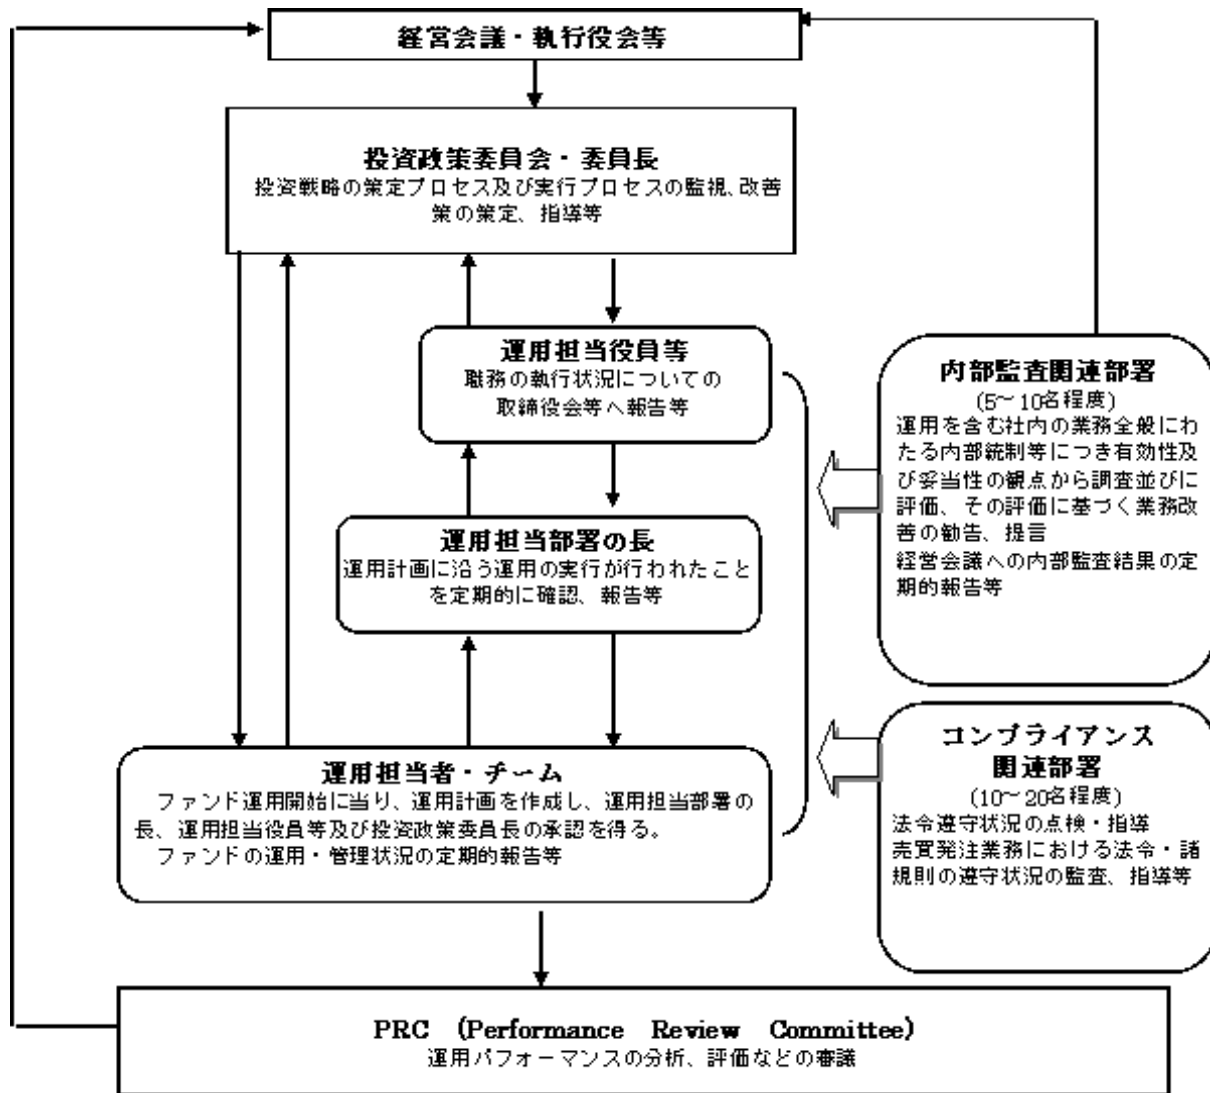 経営会議・執行役会等
投資政策委員会・委員長
投資戦略の策定プロセス及び実行プロセスの監視、改善
策の策定、指導等
運用担当役員等
職務の執行状況についての
取締役会等へ報告等
運用担当部署の長
運用計画に沿う運用の実行が行われたこと
を定期的に確認、報告等
運用担当者・チーム
ファンド運用開始に当り、運用計画を作成し、運用担当部署の
長、運用担当役員等及び投資政策委員長の承認を得る。
ファンドの運用・管理状況の定期的報告等
内部監査関連部署
(5～10名程度)
運用を含む社内の業務全般にわ
たる内部統制等につき有効性及
び妥当性の観点から調査並びに
評価、その評価に基づく業務改
善の勧告、提言
経営会議への内部監査結果の定
期的報告等
コンプライアンス
関連部署
(10～20名程度)
法令遵守状況の点検・指導
売買発注業務における法令・諸
規則の遵守状況の監査、指導等
PRC (Performance Review Committee)
運用パフォーマンスの分析、評価などの審議